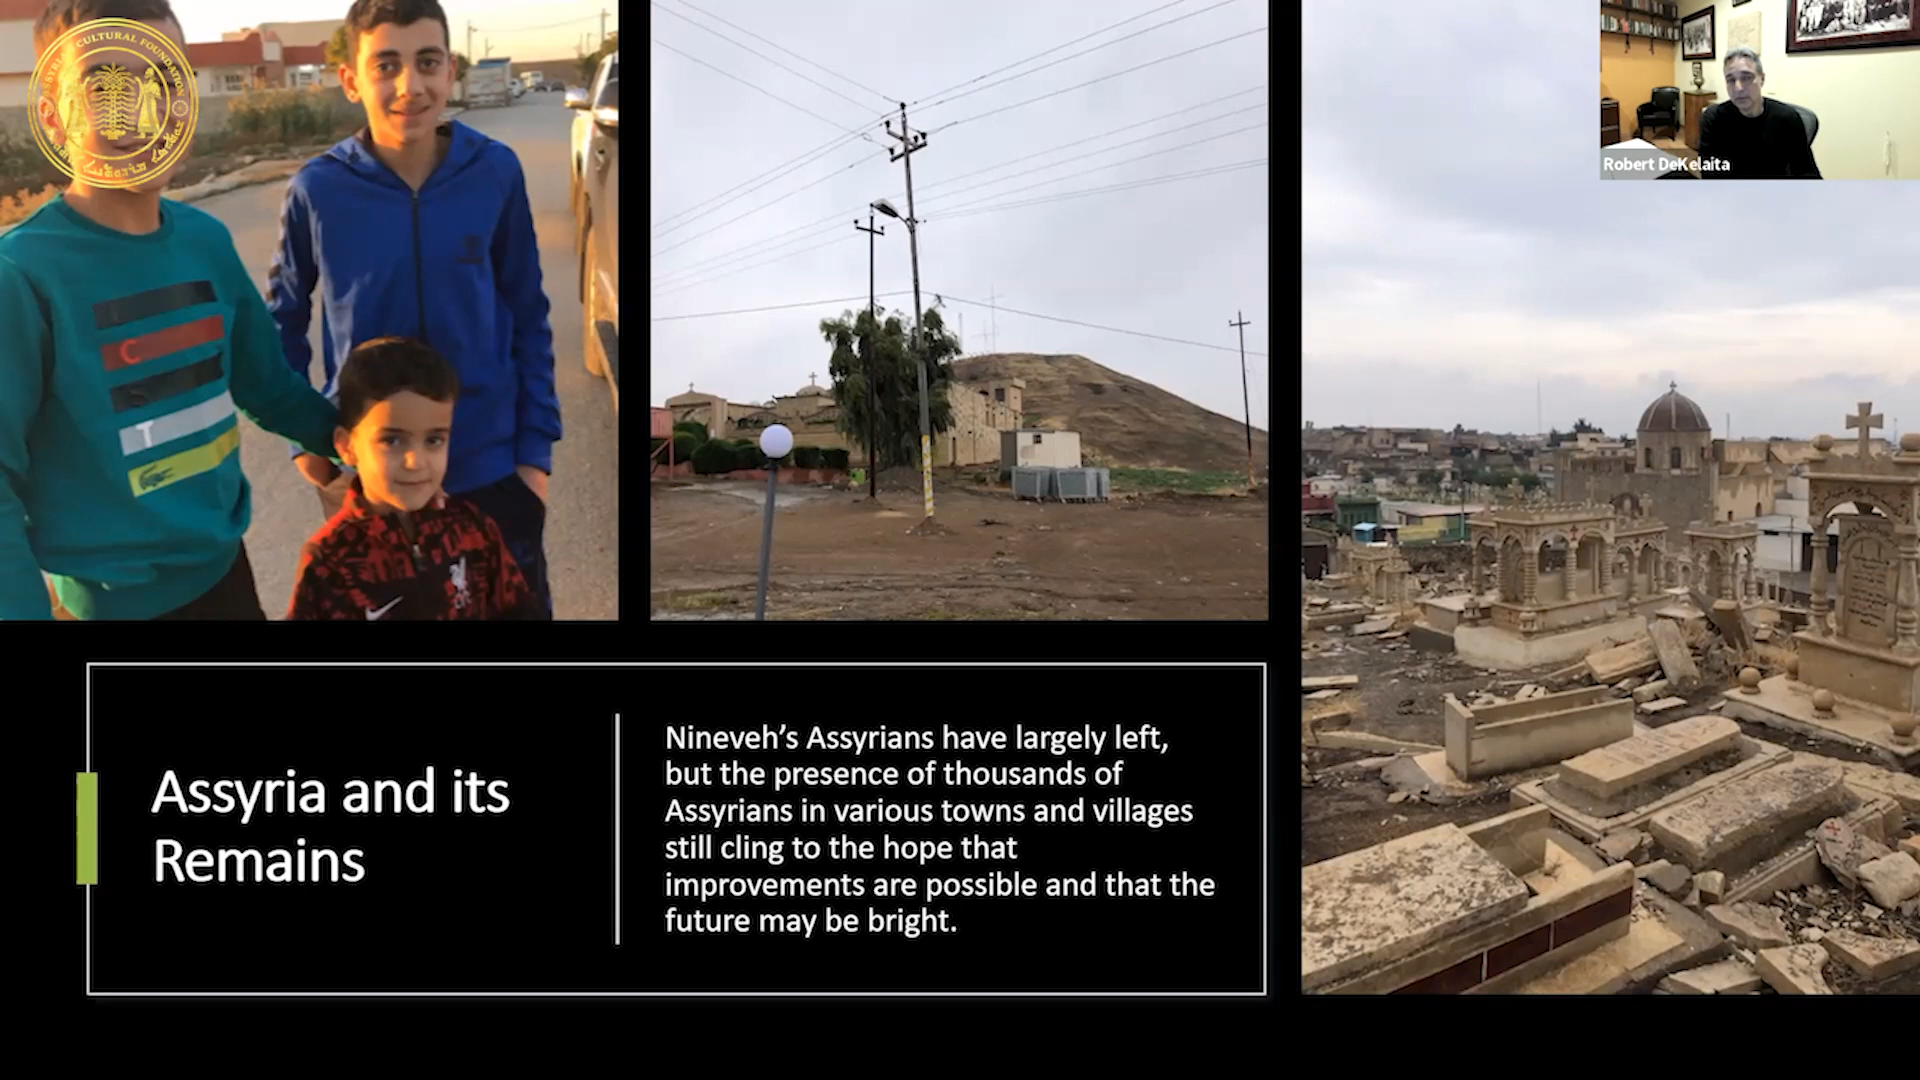 CULTURAL FOUNDATION
Robert DeKelaita
C
T
Assyria and its
Remains
Nineveh’s Assyrians have largely left,
but the presence of thousands of
Assyrians in various towns and villages
still cling to the hope that
improvements are possible and that the
future may be bright.